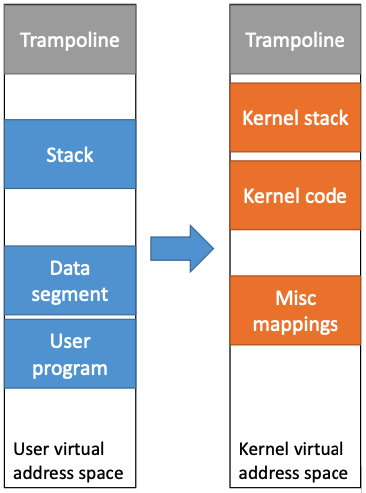 Trampoline
Stack
Data
segment
User
program
User virtual
address space
Trampoline
Kernel stack
Kernel code
Misc
mappings
Kernel virtual
address space